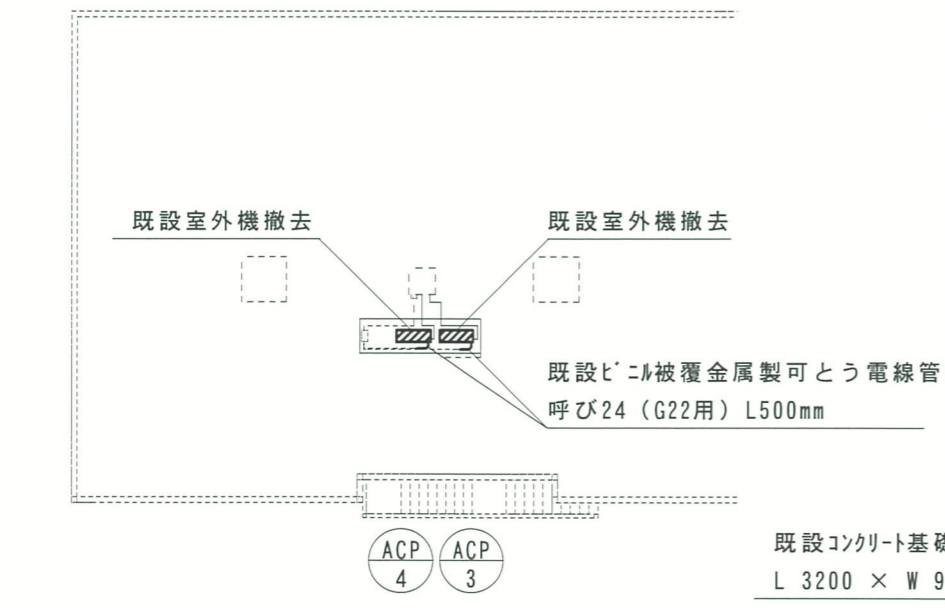 既設室外機撤去
既設室外機撤去
既設ﾋﾞﾆﾙ被覆金属製可とう電線管
呼び24（G22用）L500mm
ACP
4
ACP
3
既設ｺﾝｸﾘｰﾄ基礎
L 3200 × W 9